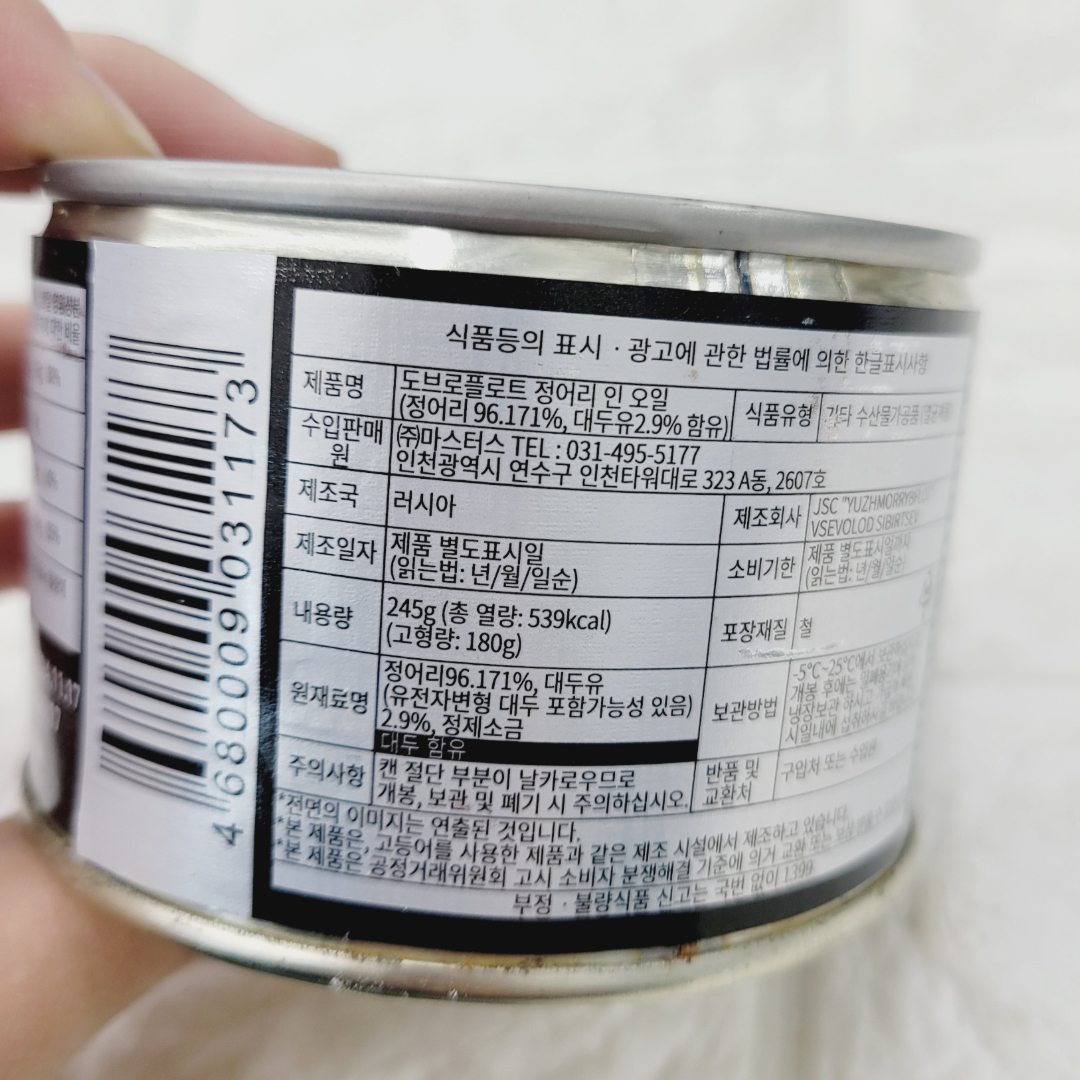 식품등의 표시 · 광고에 관한 법률에 의한 한글표시사항
제품명
도브로플로트 정어리 인 오일
(정어리 96.171%, 대두유2.9% 함유)
식품유형
기타 수산물가공품
수입판매
원
㈜마스터스 TEL : 031-495-5177
인천광역시 연수구 인천타워대로 323 A동, 2607호
제조국
러시아
제조회사
JSC "YUZHMORRYBFLOT"
VSEVOLOD SIBIRTSEV
제조일자
제품 별도표시일
(읽는법: 년/월/일순)
소비기한
제품 별도표시일까지
(읽는법: 년/월/일순)
내용량
245g (총 열량: 539kcal)
(고형량: 180g)
포장재질
철
원재료명
정어리96.171%, 대두유
(유전자변형 대두 포함가능성 있음)
2.9%, 정제소금
대두 함유
보관방법
-5℃~25℃에서
개봉 후에는
냉장보관 하시고
주의사항
캔 절단 부분이 날카로우므로
개봉, 보관 및 폐기 시 주의하십시오.
반품 및
교환처
구입처 또는 수입원
*전면의 이미지는 연출된 것입니다.
*본 제품은, 고등어를 사용한 제품과 같은 제조 시설에서 제조하고 있습니다.
*본 제품은 공정거래위원회 고시 소비자 분쟁해결 기준에 의거 교환 또는
부정 · 불량식품 신고는 국번 없이 1399
4 680009 031173